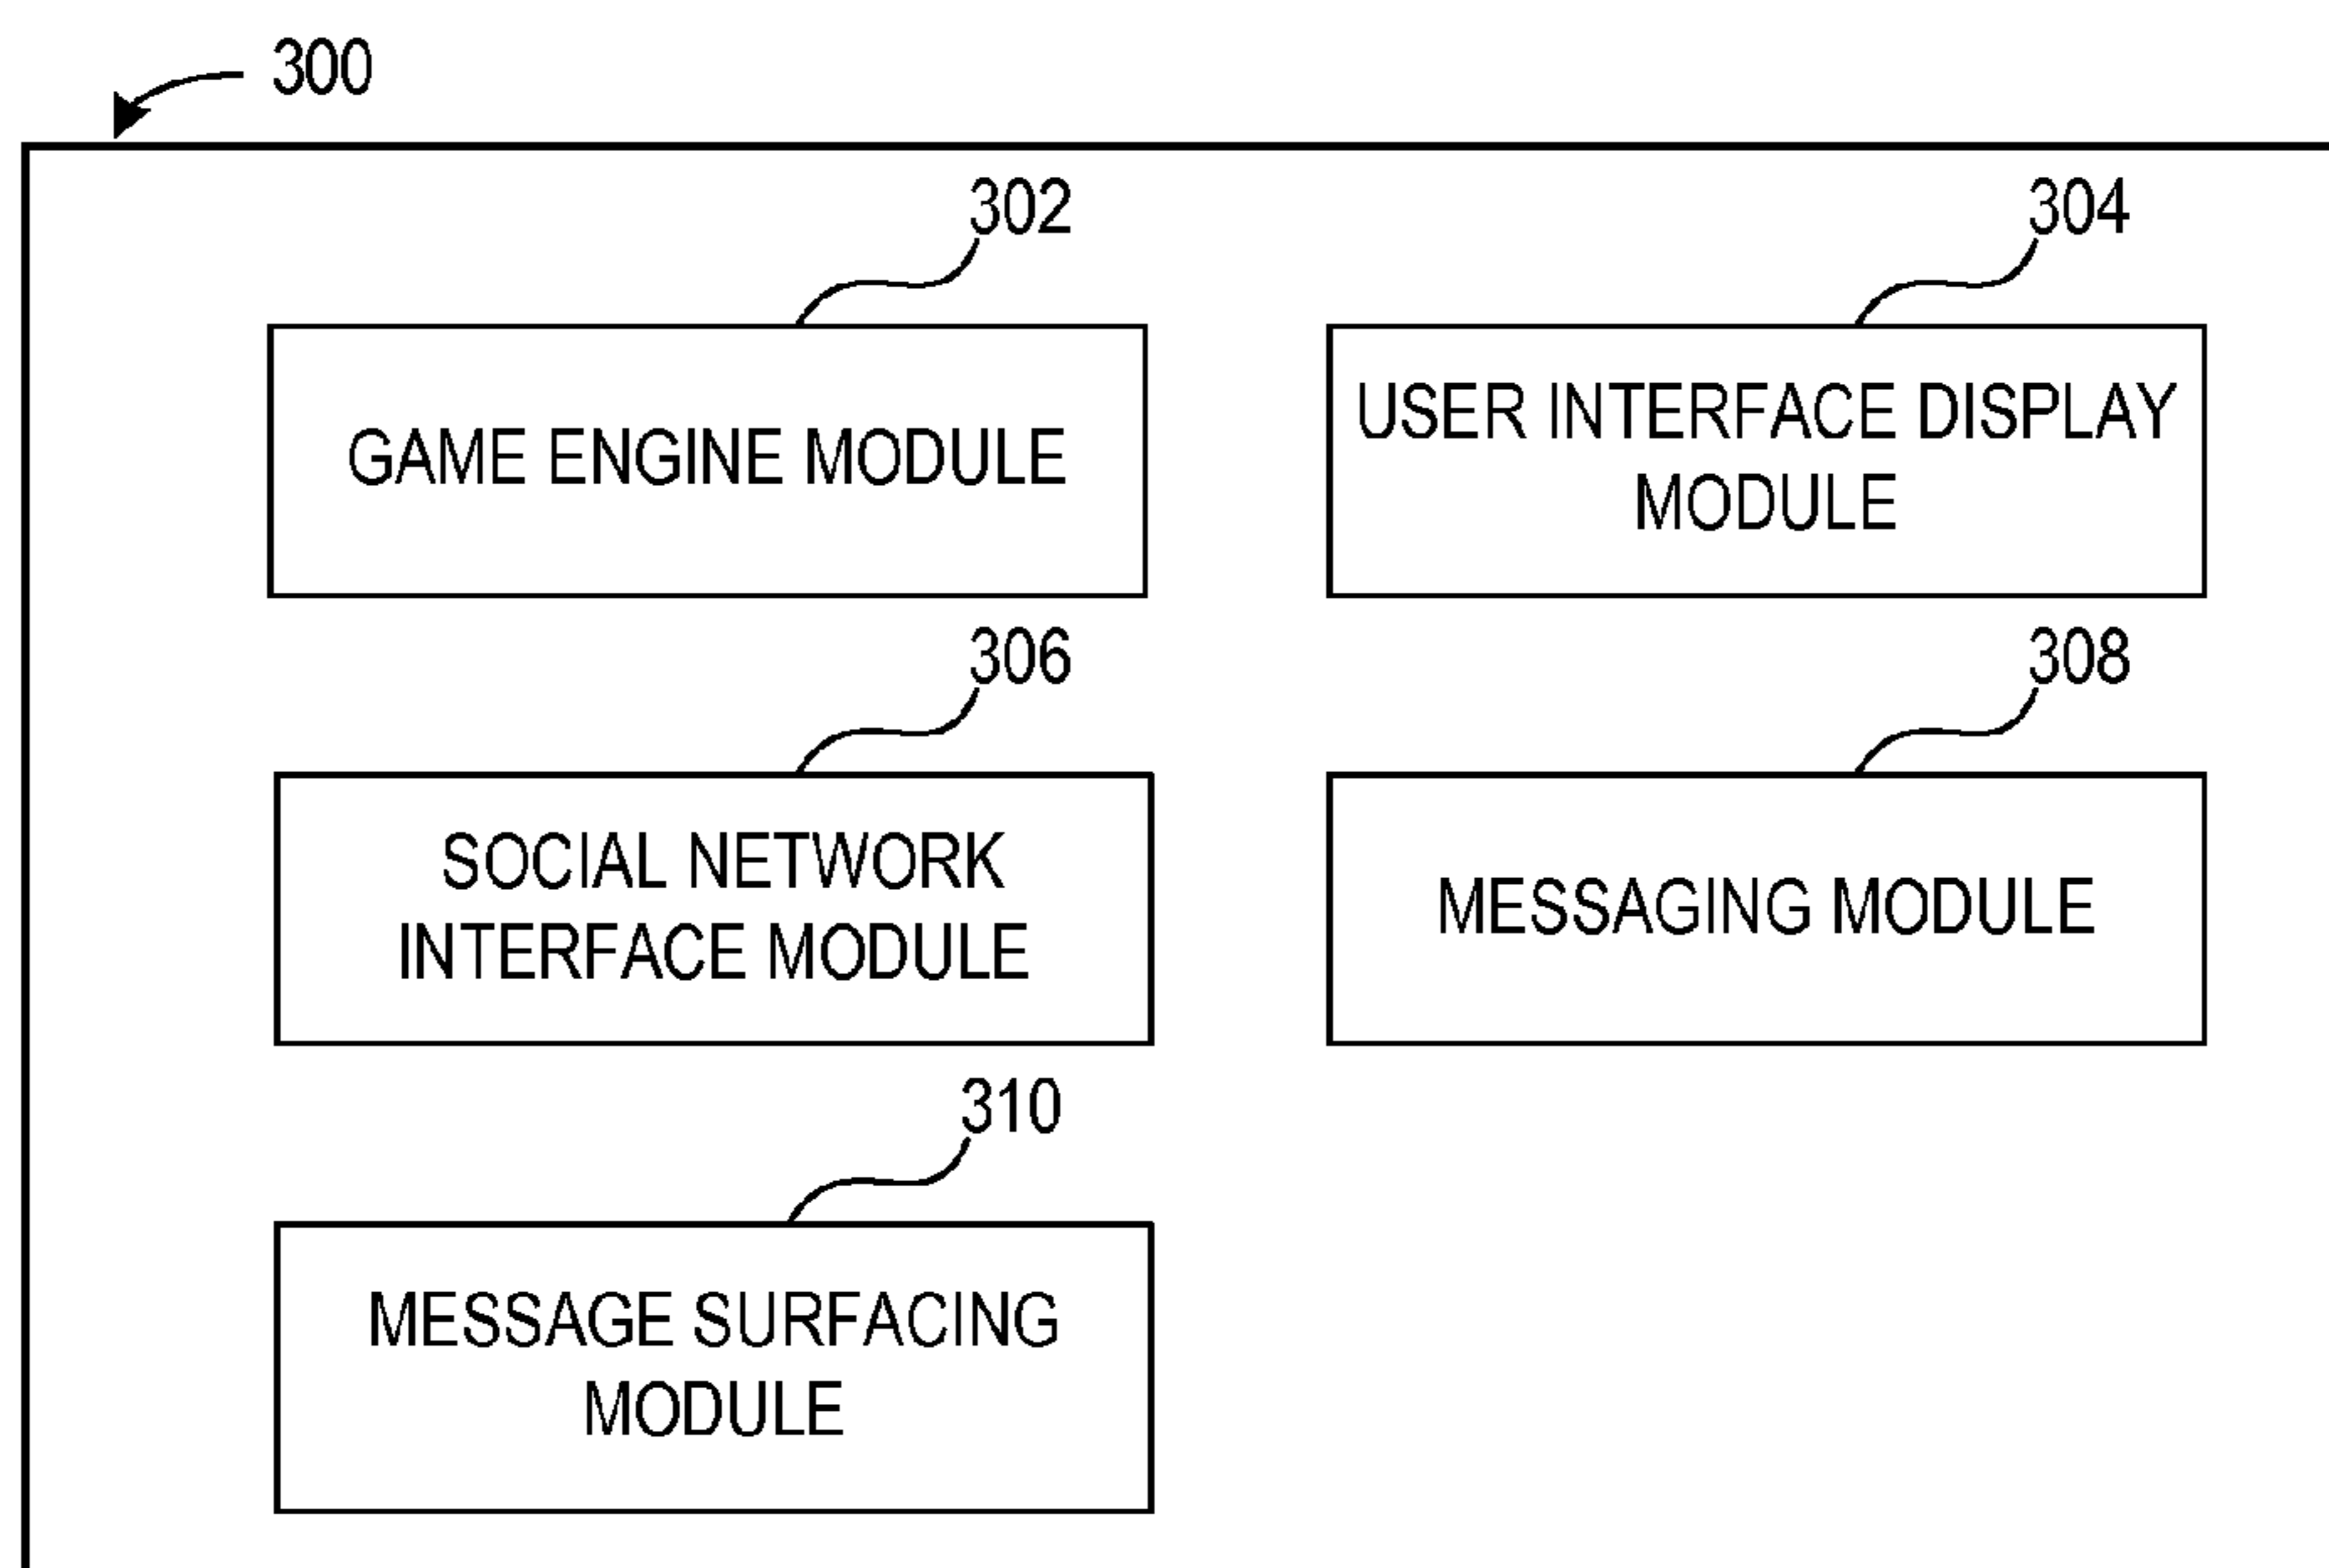 300
302
304
GAME ENGINE MODULE
USER INTERFACE DISPLAY
MODULE
306
308
SOCIAL NETWORK
INTERFACE MODULE
MESSAGING MODULE
310
MESSAGE SURFACING
MODULE